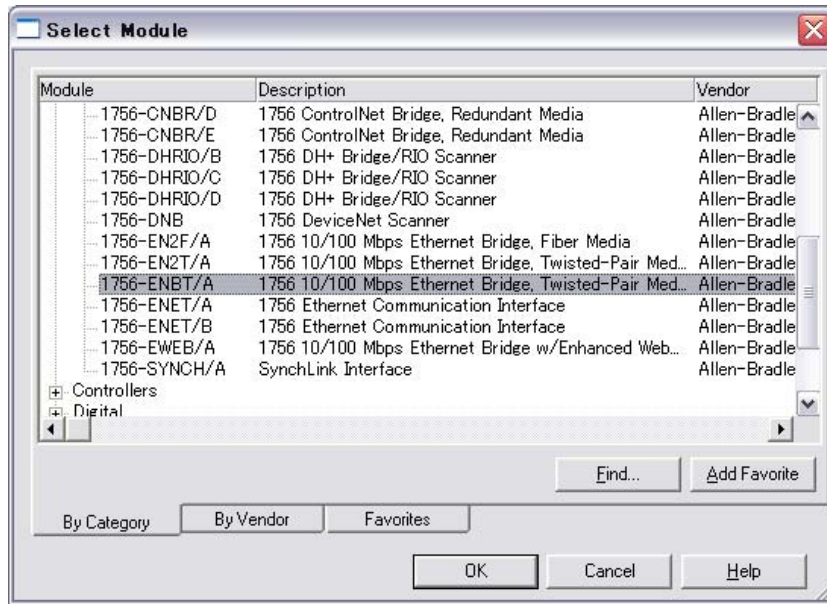 Select Module
Module Description Vendor
1756-CNBR/D 1756 ControlNet Bridge, Redundant Media Allen-Bradle
1756-CNBR/E 1756 ControlNet Bridge, Redundant Media Allen-Bradle
1756-DHRIO/B 1756 DH+ Bridge/RIO Scanner Allen-Bradle
1756-DHRIO/C 1756 DH+ Bridge/RIO Scanner Allen-Bradle
1756-DHRIO/D 1756 DH+ Bridge/RIO Scanner Allen-Bradle
1756-DNB 1756 DeviceNet Scanner Allen-Bradle
1756-EN2F/A 1756 10/100 Mbps Ethernet Bridge, Fiber Media Allen-Bradle
1756-EN2T/A 1756 10/100 Mbps Ethernet Bridge, Twisted-Pair Med... Allen-Bradle
1756-ENBT/A 1756 10/100 Mbps Ethernet Bridge, Twisted-Pair Med... Allen-Bradle
1756-ENET/A 1756 Ethernet Communication Interface Allen-Bradle
1756-ENET/B 1756 Ethernet Communication Interface Allen-Bradle
1756-EWEB/A 1756 10/100 Mbps Ethernet Bridge w/Enhanced Web... Allen-Bradle
1756-SYNCH/A SynchLink Interface Allen-Bradle
Controllers
Digital
Find... Add Favorite
By Category By Vendor Favorites
OK Cancel Help